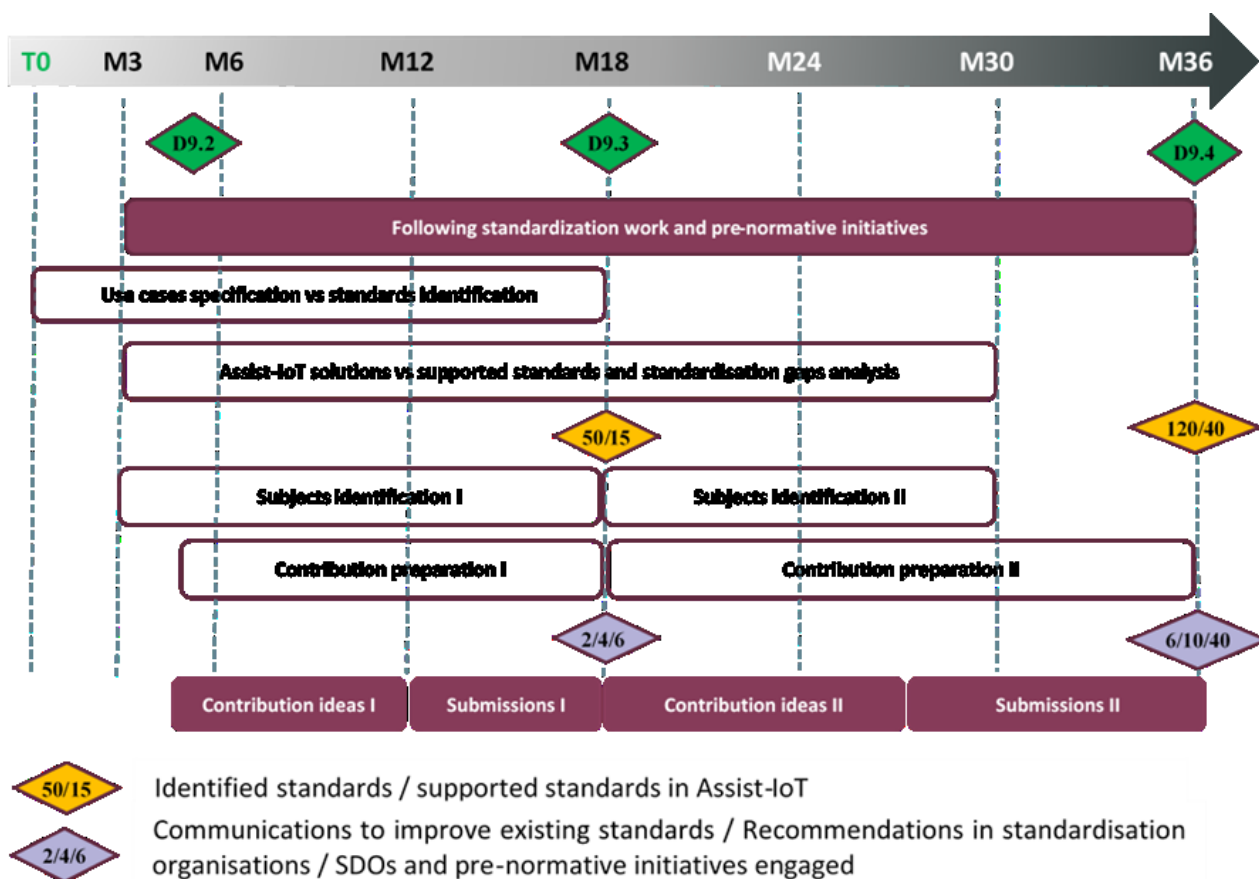 T0 M3 M6 M12 M18 M24 M30 M36
D9.2 D9.3 D9.4
Following standardization work and pre-normative initiatives
Use cases specification vs standards identification
Assist-IoT solutions vs supported standards and standardisation gaps analysis
50/15 120/40
Subjects identification I Subjects identification II
Contribution preparation I Contribution preparation II
2/4/6 6/10/40
Contribution ideas I Submissions I Contribution ideas II Submissions II
50/15 Identified standards / supported standards in Assist-IoT
Communications to improve existing standards / Recommendations in standardisation
2/4/6 organisations / SDOs and pre-normative initiatives engaged